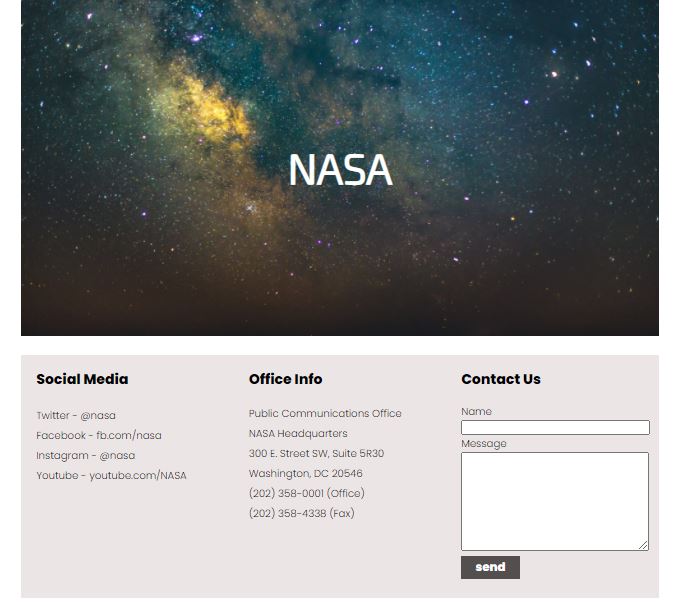 NASA
Social Media
Twitter - @nasa
Facebook - fb.com/nasa
Instagram - @nasa
Youtube - youtube.com/NASA
Office Info
Public Communications Office
NASA Headquarters
300 E. Street SW, Suite 5R30
Washington, DC 20546
(202) 358-0001 (Office)
(202) 358-4338 (Fax)
Contact Us
Name
Message
send